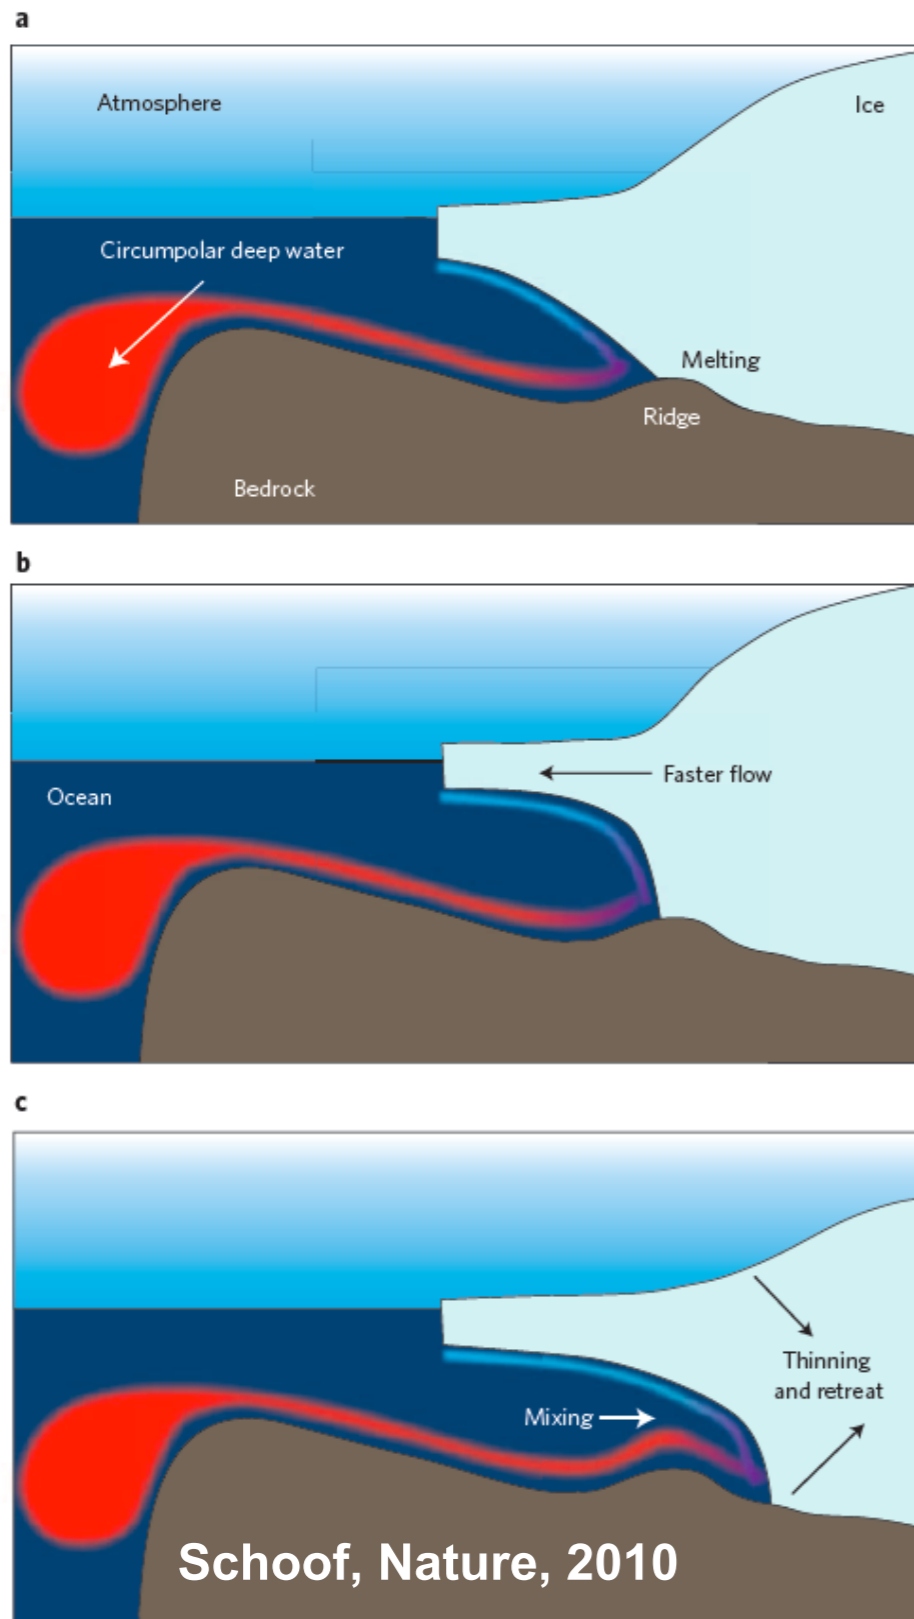 a
Atmosphere
Ice
Circumpolar deep water
Melting
Ridge
Bedrock
b
Faster flow
Ocean
c
Thinning
and retreat
Mixing
Schoof, Nature, 2010